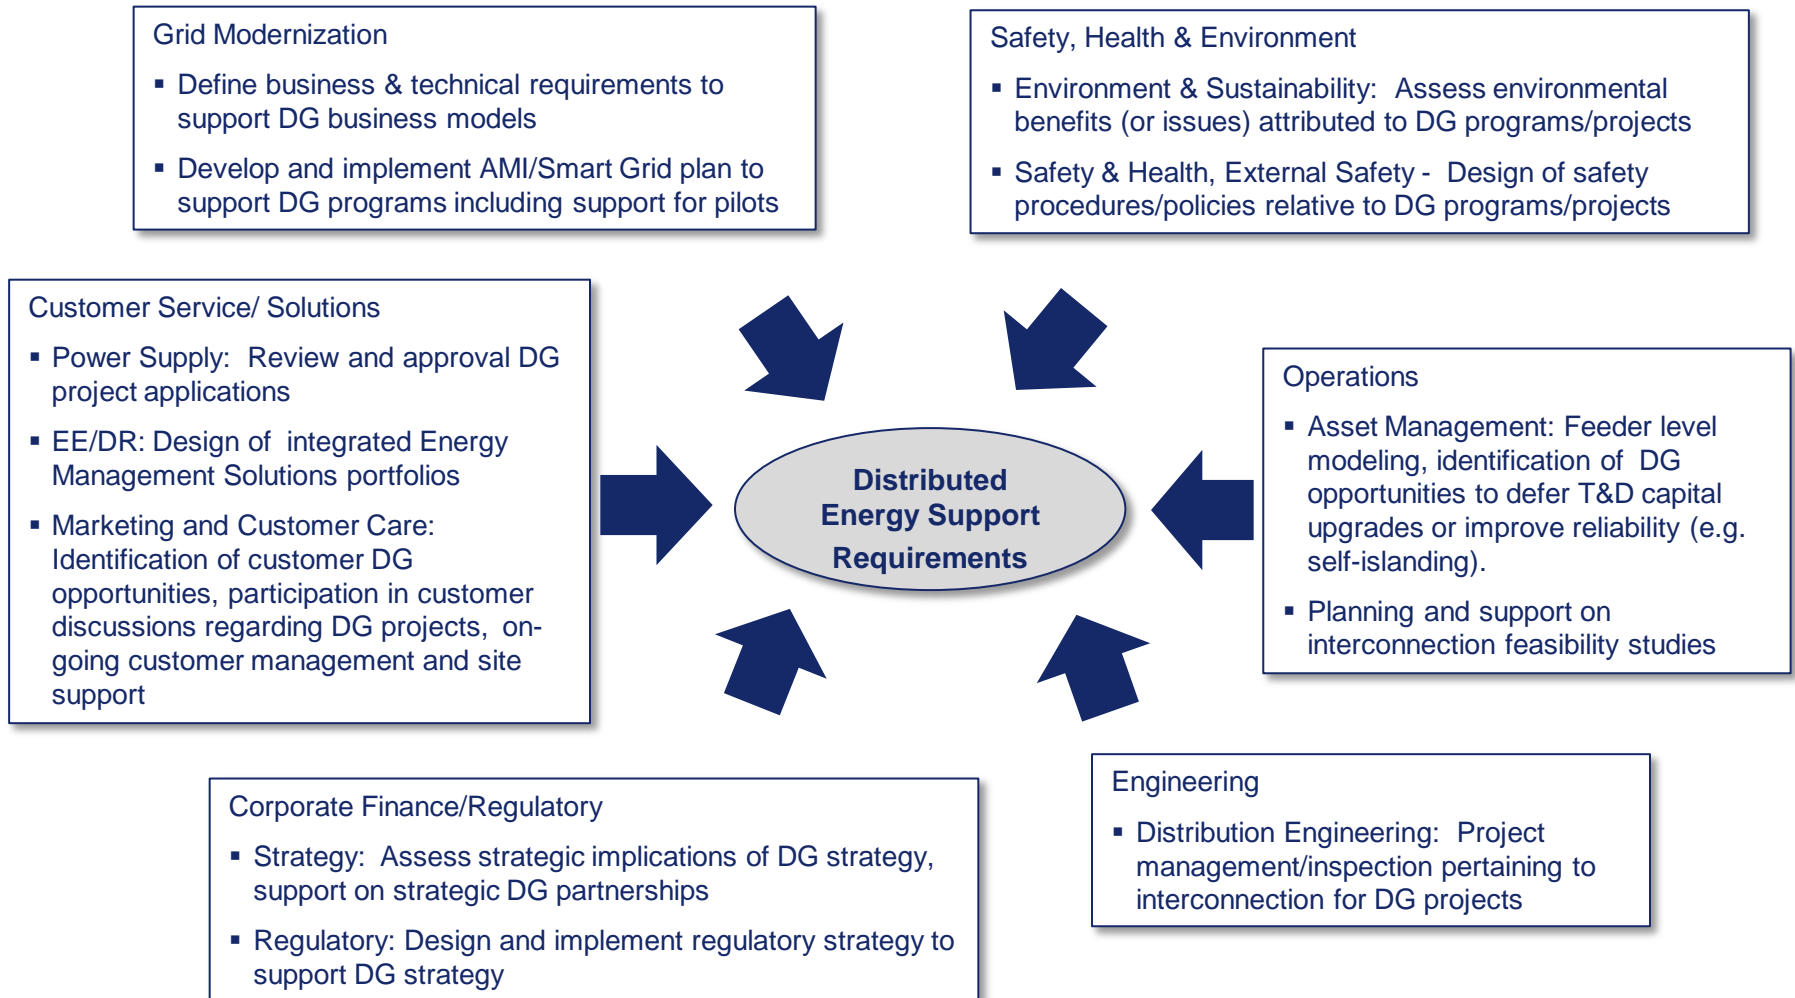 Grid Modernization
▪ Define business & technical requirements to
support DG business models
▪ Develop and implement AMI/Smart Grid plan to
support DG programs including support for pilots
Safety, Health & Environment
▪ Environment & Sustainability:  Assess environmental
benefits (or issues) attributed to DG programs/projects
▪ Safety & Health, External Safety -  Design of safety
procedures/policies relative to DG programs/projects
Customer Service/ Solutions
▪ Power Supply:  Review and approval DG
project applications
▪ EE/DR: Design of  integrated Energy
Management Solutions portfolios
▪ Marketing and Customer Care:
Identification of customer DG
opportunities, participation in customer
discussions regarding DG projects,  on-
going customer management and site
support
Distributed
Energy Support
Requirements
Operations
▪ Asset Management: Feeder level
modeling, identification of  DG
opportunities to defer T&D capital
upgrades or improve reliability (e.g.
self-islanding).
▪ Planning and support on
interconnection feasibility studies
Corporate Finance/Regulatory
▪ Strategy:  Assess strategic implications of DG strategy,
support on strategic DG partnerships
▪ Regulatory: Design and implement regulatory strategy to
support DG strategy
Engineering
▪ Distribution Engineering:  Project
management/inspection pertaining to
interconnection for DG projects